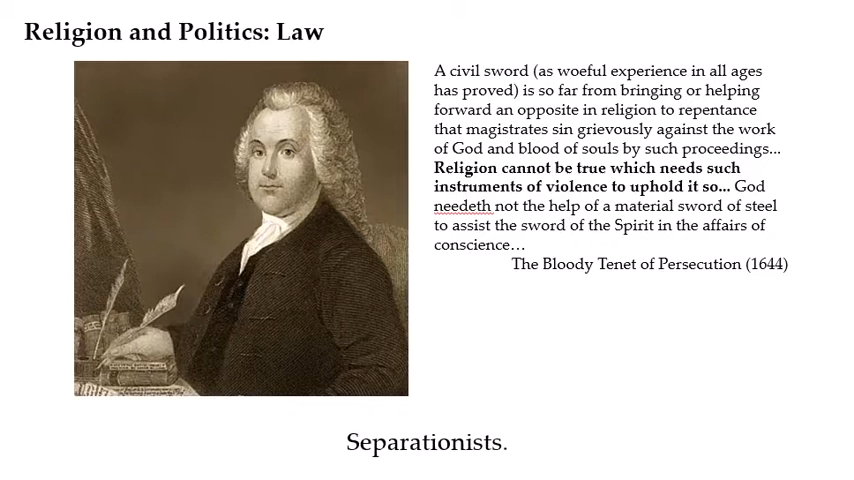 Religion and Politics: Law
A civil sword (as woeful experience in all ages
has proved) is so far from bringing or helping
forward an opposite in religion to repentance
that magistrates sin grievously against the work
of God and blood of souls by such proceedings...
Religion cannot be true which needs such
instruments of violence to uphold it so... God
needeth not the help of a material sword of steel
to assist the sword of the Spirit in the affairs of
conscience…
The Bloody Tenet of Persecution (1644)
Separationists.